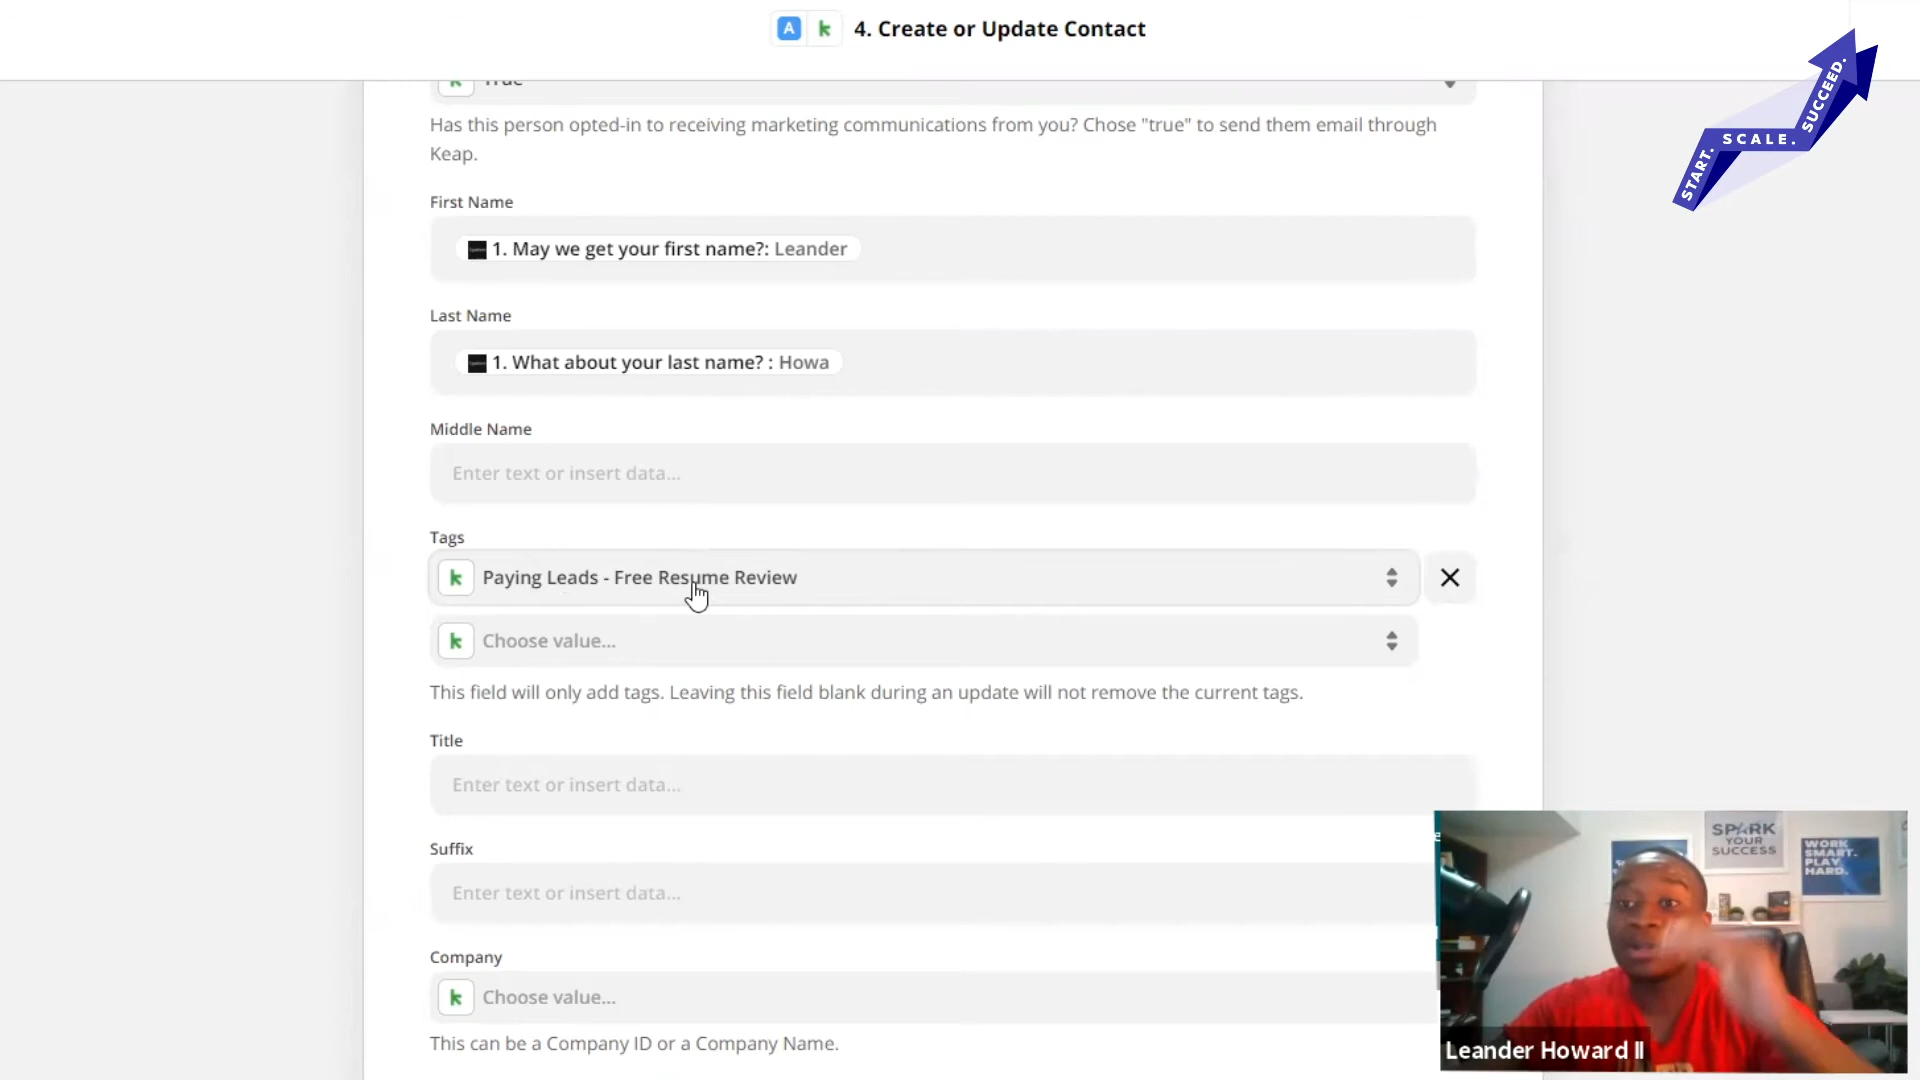 A k 4. Create or Update Contact
True
Has this person opted-in to receiving marketing communications from you? Chose "true" to send them email through
Keap.
START. SCALE. SUCCEED.
First Name
1. May we get your first name?: Leander
Last Name
1. What about your last name? : Howa
Middle Name
Enter text or insert data...
Tags
k Paying Leads - Free Resume Review
k Choose value...
This field will only add tags. Leaving this field blank during an update will not remove the current tags.
Title
Enter text or insert data...
Suffix
Enter text or insert data...
Company
k Choose value...
This can be a Company ID or a Company Name.
SPARK
YOUR
SUCCESS
WORK
SMART.
PLAY
HARD.
Leander Howard II